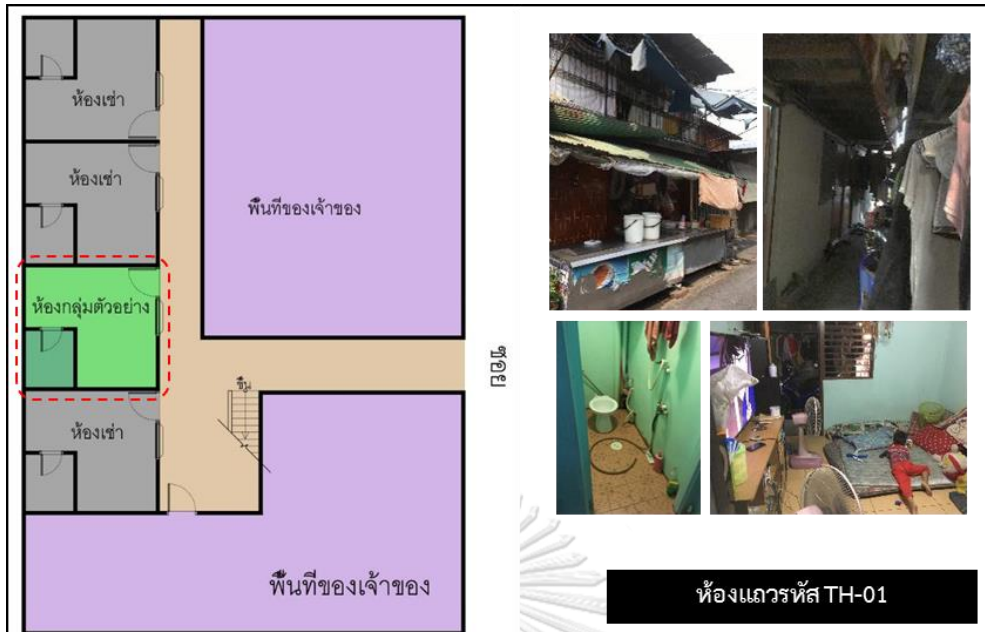 ห้องเช่า
ห้องเช่า
พื้นที่ของเจ้าของ
ห้องกลุ่มตัวอย่าง
ซอย
ขึ้น
ห้องเช่า
พื้นที่ของเจ้าของ
ห้องแถวรหัส TH-01